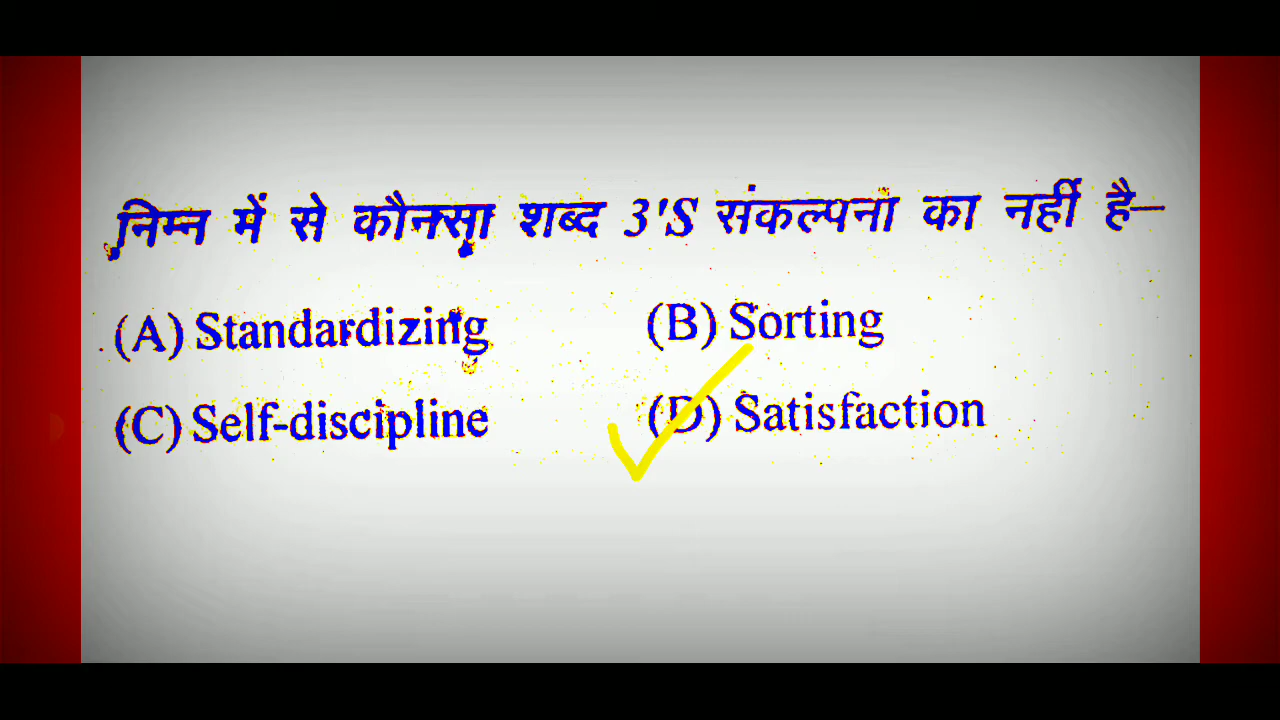 निम्न में से कौनसा शब्द 3'S संकल्पना का नहीं है–
(A) Standardizing (B) Sorting
(C) Self-discipline (D) Satisfaction